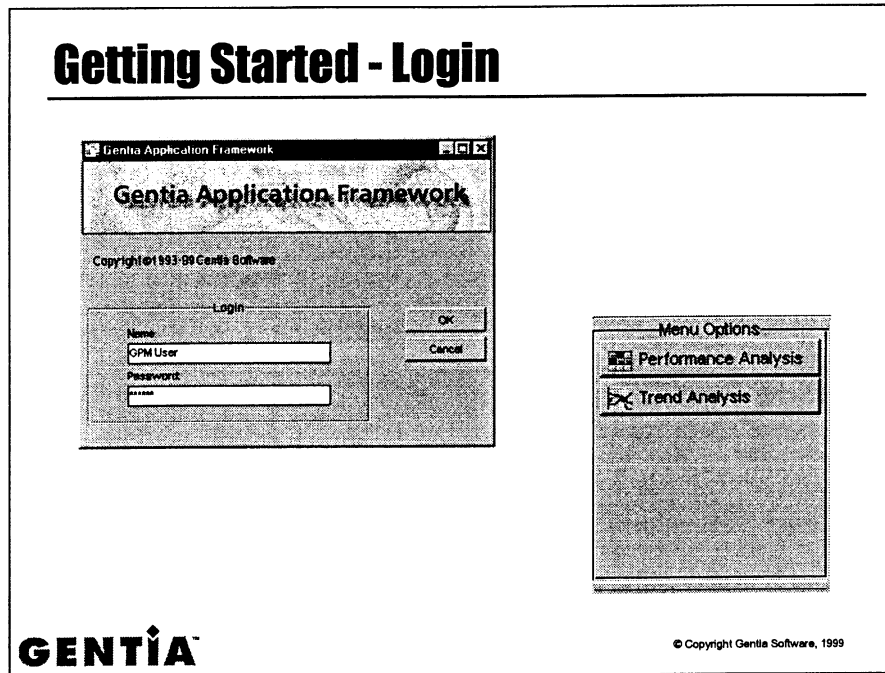 Getting Started - Login
Gentia Application Framework
Gentia Application Framework
Copyright©1993-99 Gentia Software
Login
Name:
GPM User
Password:
******
OK
Cancel
Menu Options
Performance Analysis
Trend Analysis
GENTIA™
© Copyright Gentia Software, 1999